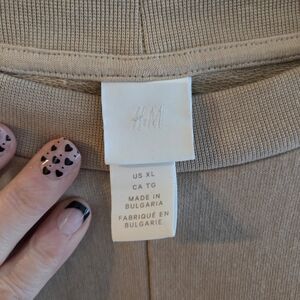 H&M
US XL
CA TG
MADE IN
BULGARIA
FABRIQUÉ EN
BULGARIE